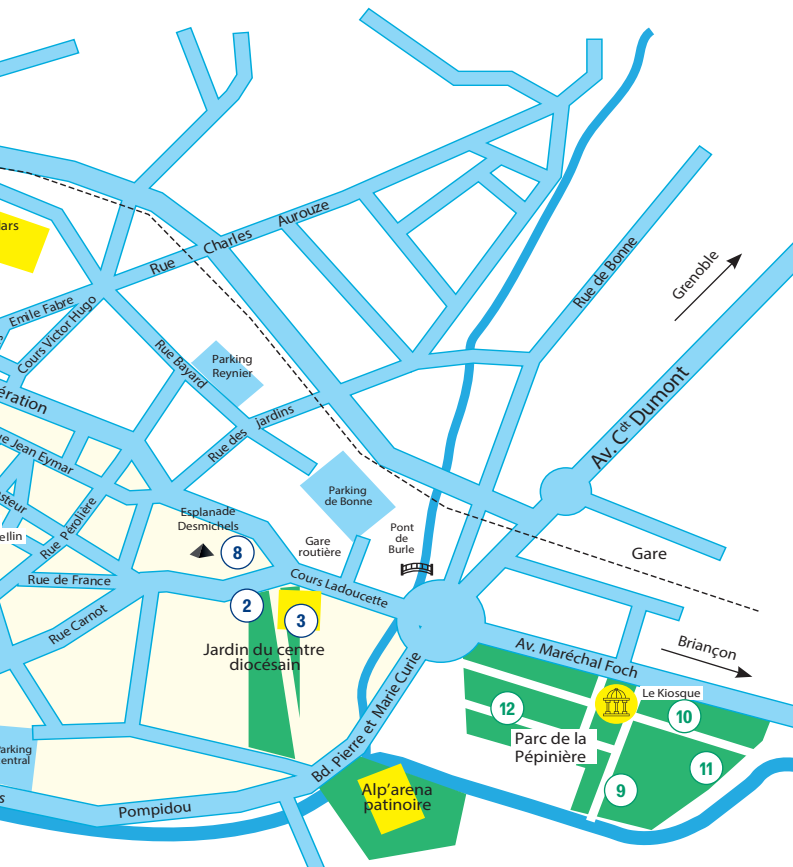 lars
Rue Charles Aurouze
Emile Fabre
Cours Victor Hugo
Rue Bayard
Parking
Reynier
Rue de Bonne
Grenoble
Av. Cdt Dumont
ération
Rue des Jardins
ue Jean Eymar
asteur
Rue Pérolière
ellin
Parking
de Bonne
Esplanade
Desmichels
8
Gare
routière
Pont
de
Burle
Gare
Rue de France
Cours Ladoucette
2
3
Rue Carnot
Jardin du centre
diocésain
Av. Maréchal Foch
Briançon
Bd. Pierre et Marie Curie
Le Kiosque
12
10
Parc de la
Pépinière
11
9
Parking
entral
Alp'arena
patinoire
s
Pompidou